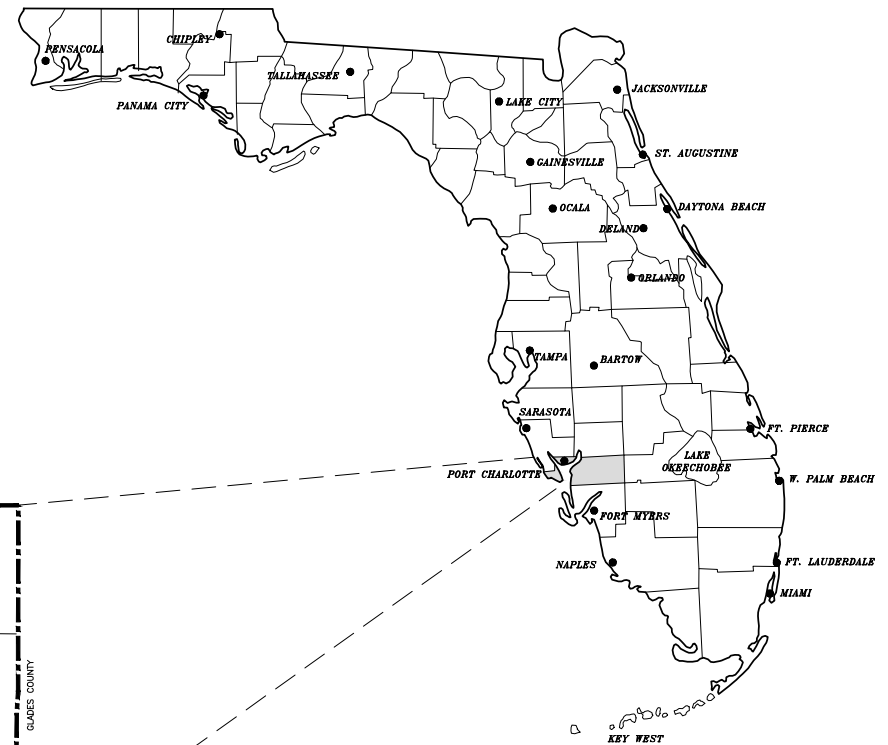 CHIPLEY
PENSACOLA
TALLAHASSEE
JACKSONVILLE
PANAMA CITY
LAKE CITY
ST. AUGUSTINE
GAINESVILLE
OCALA
DAYTONA BEACH
DELAND
ORLANDO
TAMPA
BARTOW
SARASOTA
FT. PIERCE
LAKE
OKEECHOBEE
PORT CHARLOTTE
W. PALM BEACH
FORT MYERS
NAPLES
FT. LAUDERDALE
MIAMI
GLADES COUNTY
KEY WEST